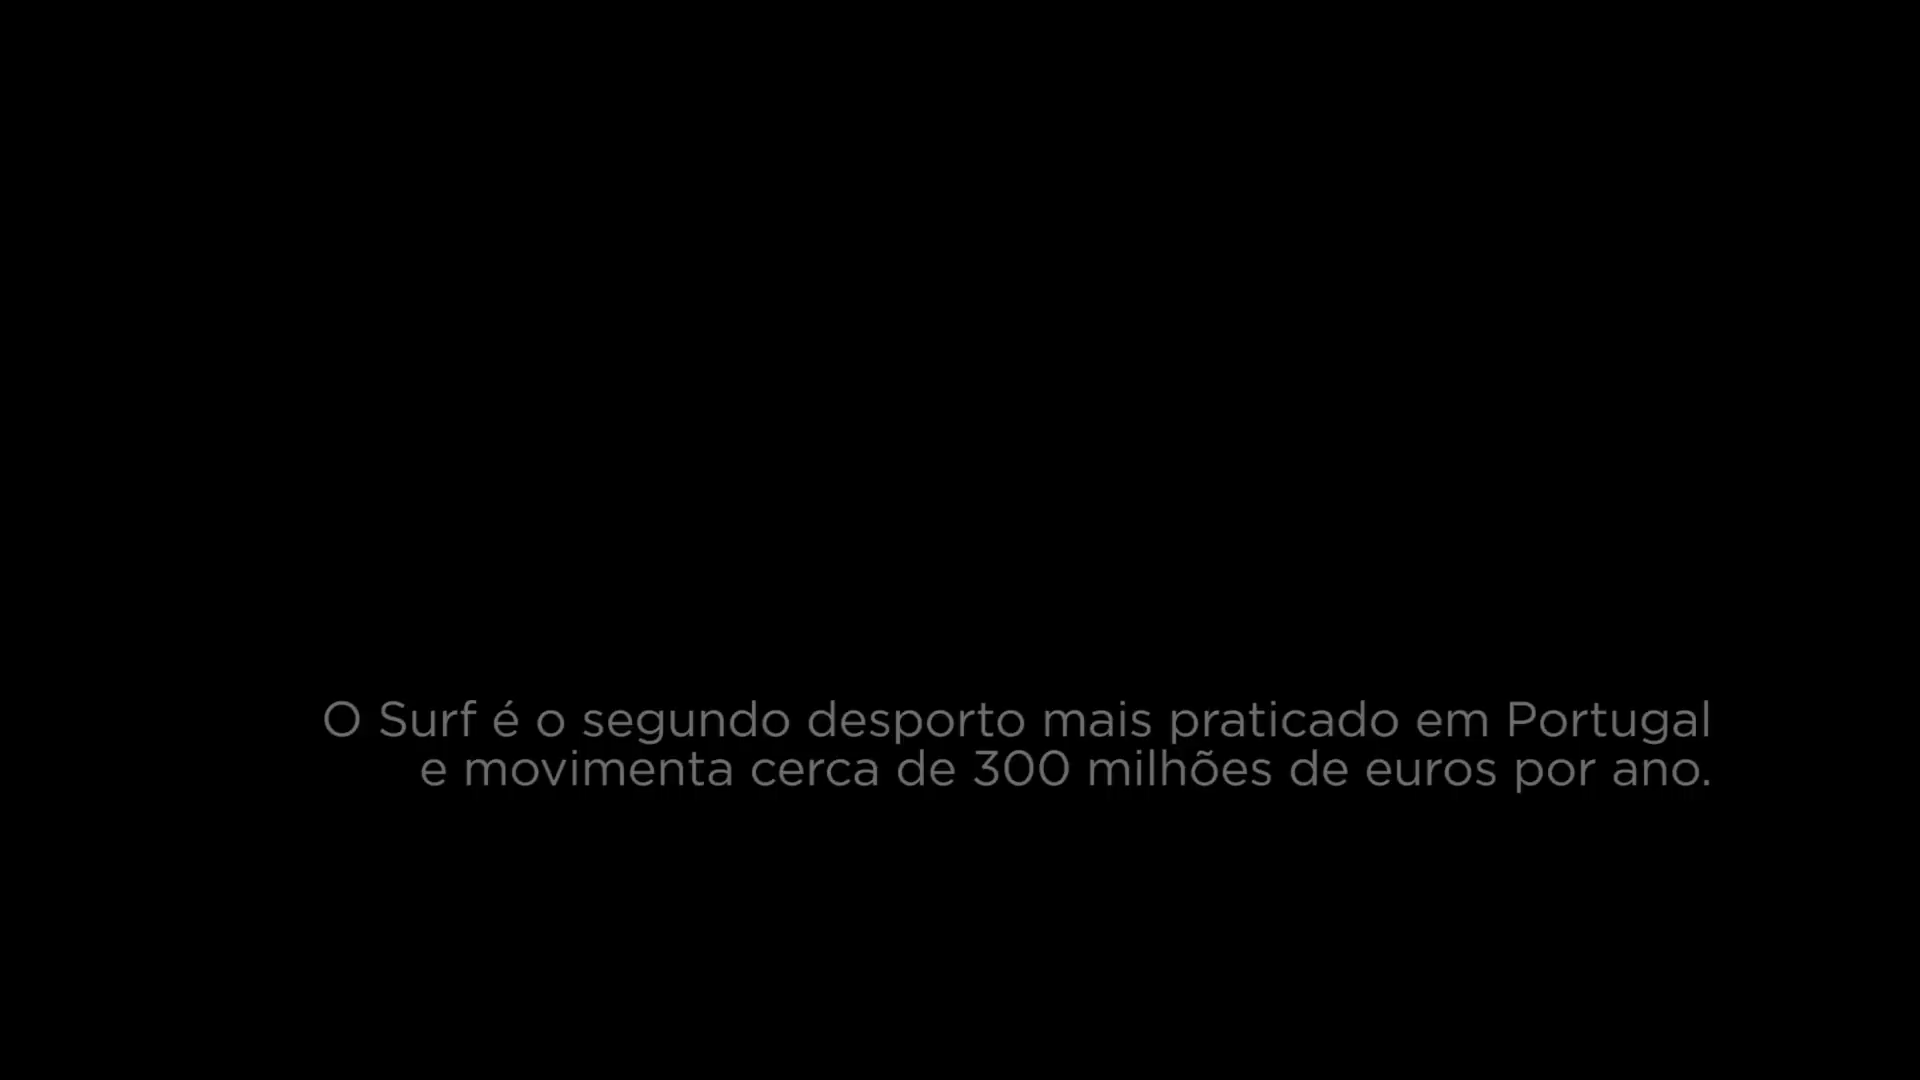 O Surf é o segundo desporto mais praticado em Portugal
e movimenta cerca de 300 milhões de euros por ano.